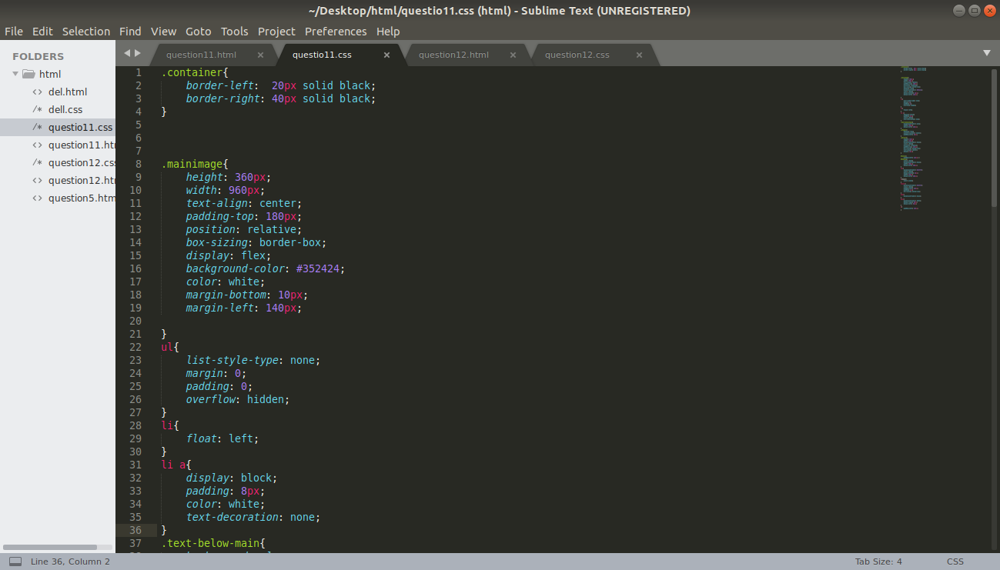 ~/Desktop/html/questio11.css (html) - Sublime Text (UNREGISTERED)
File Edit Selection Find View Goto Tools Project Preferences Help
FOLDERS
html
<> del.html
/* dell.css
/* questio11.css
<> question11.htm
/* question12.css
<> question12.htm
<> question5.htm
question11.html × questio11.css × question12.html × question12.css ×
1 .container{
2 border-left:  20px solid black;
3 border-right: 40px solid black;
4 }
5
6
7
8 .mainimage{
9 height: 360px;
10 width: 960px;
11 text-align: center;
12 padding-top: 180px;
13 position: relative;
14 box-sizing: border-box;
15 display: flex;
16 background-color: #352424;
17 color: white;
18 margin-bottom: 10px;
19 margin-left: 140px;
20
21 }
22 ul{
23 list-style-type: none;
24 margin: 0;
25 padding: 0;
26 overflow: hidden;
27 }
28 li{
29 float: left;
30 }
31 li a{
32 display: block;
33 padding: 8px;
34 color: white;
35 text-decoration: none;
36 }
37 .text-below-main{
Line 36, Column 2
Tab Size: 4
CSS